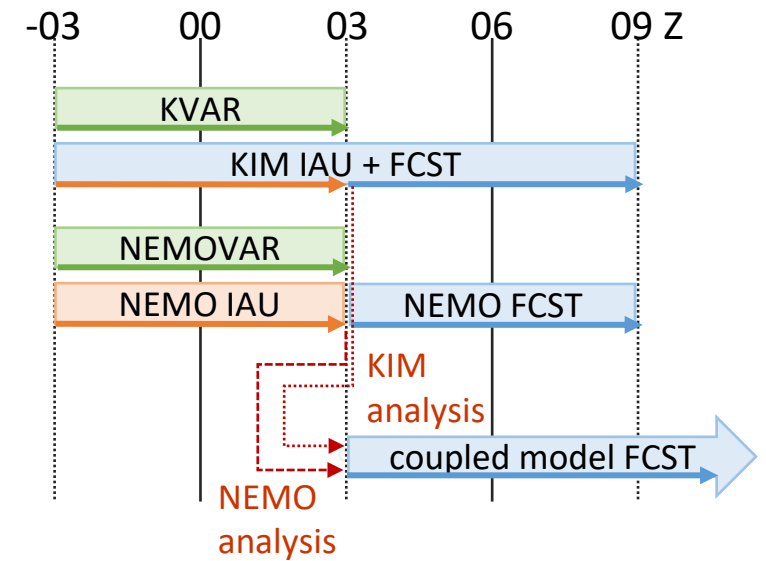 -03 00 03 06 09 Z
KVAR
KIM IAU + FCST
NEMOVAR
NEMO IAU NEMO FCST
KIM
analysis
coupled model FCST
NEMO
analysis